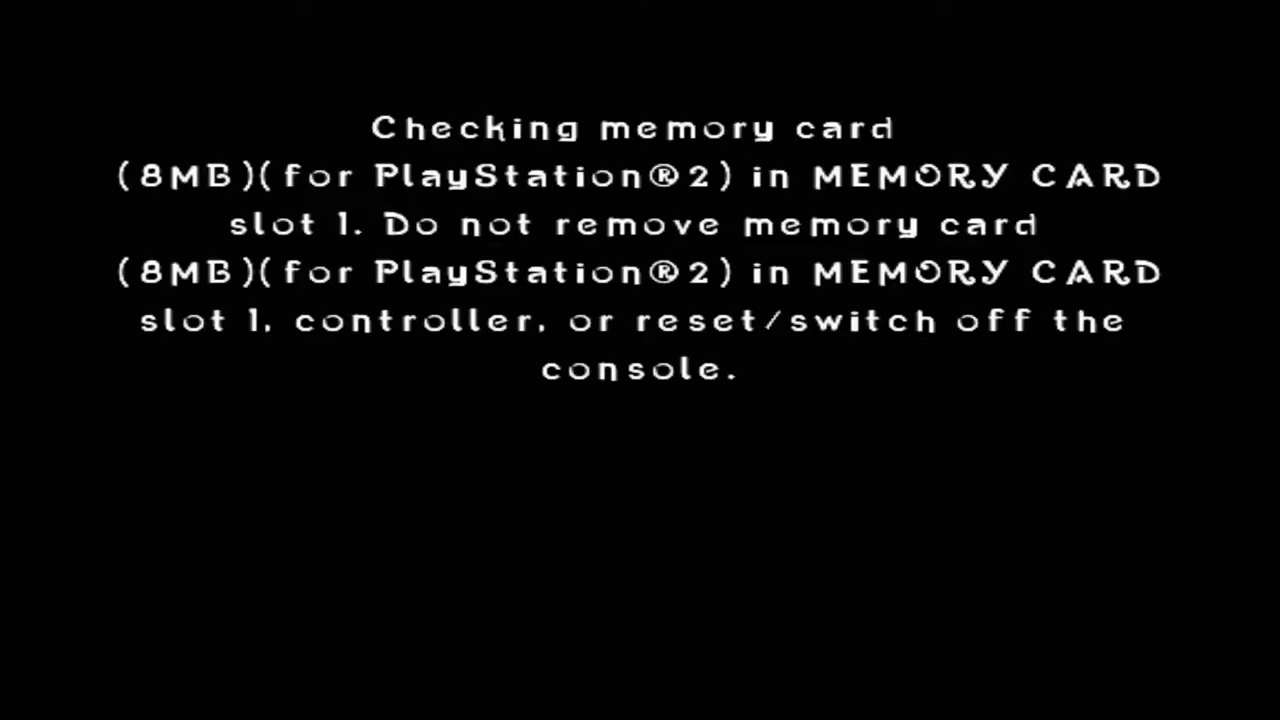 Checking memory card
(8MB)(for PlayStation®2) in MEMORY CARD
slot 1. Do not remove memory card
(8MB)(for PlayStation®2) in MEMORY CARD
slot 1, controller, or reset/switch off the
console.